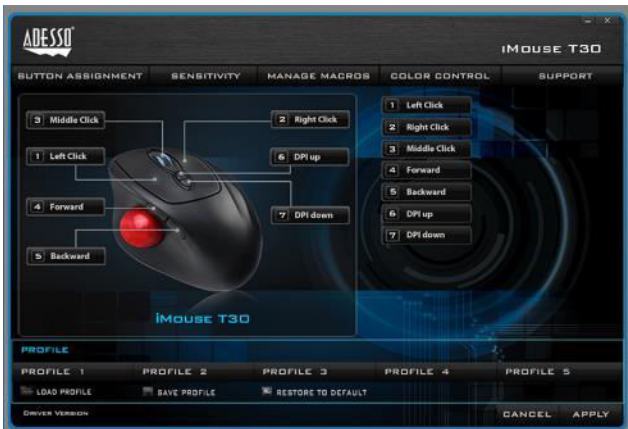 ADESSO
iMouse T30
BUTTON ASSIGNMENT SENSITIVITY MANAGE MACROS COLOR CONTROL SUPPORT
3 Middle Click
2 Right Click
1 Left Click
6 DPI up
4 Forward
7 DPI down
5 Backward
iMouse T30
1 Left Click
2 Right Click
3 Middle Click
4 Forward
5 Backward
6 DPI up
7 DPI down
PROFILE
PROFILE 1 PROFILE 2 PROFILE 3 PROFILE 4 PROFILE 5
LOAD PROFILE SAVE PROFILE RESTORE TO DEFAULT
DRIVER VERSION CANCEL APPLY